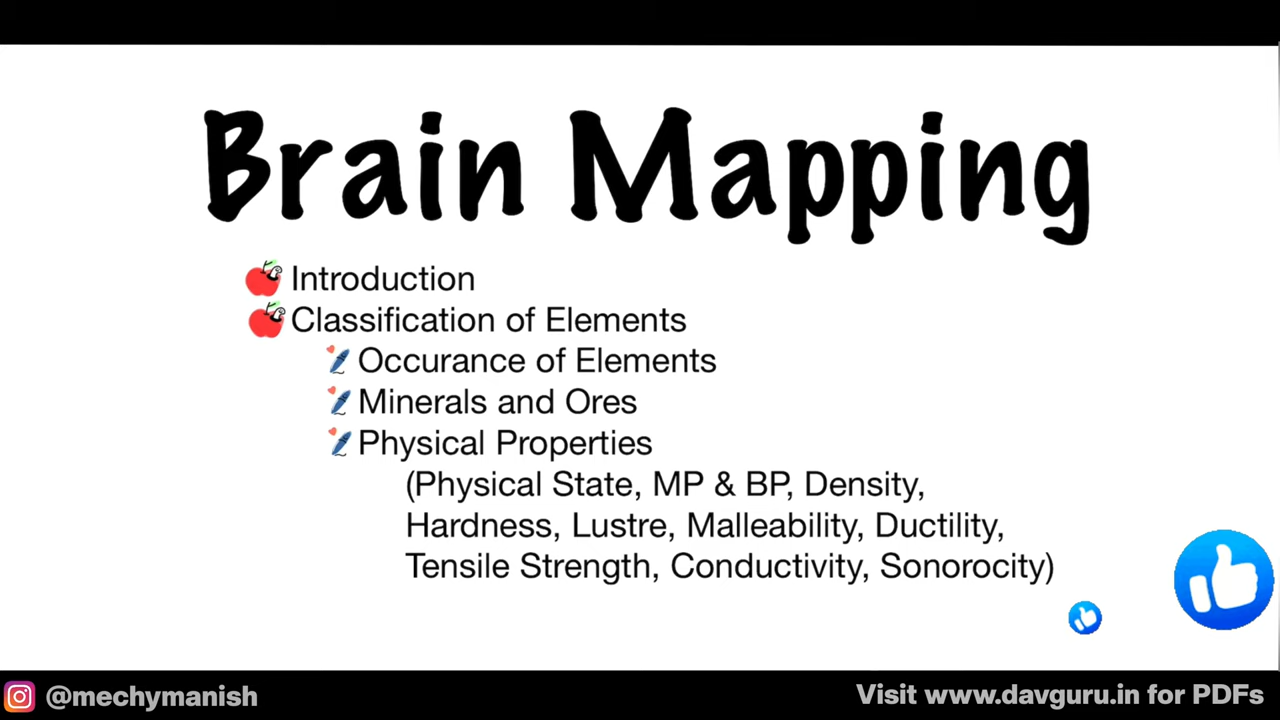 Brain Mapping
Introduction
Classification of Elements
Occurance of Elements
Minerals and Ores
Physical Properties
(Physical State, MP & BP, Density,
Hardness, Lustre, Malleability, Ductility,
Tensile Strength, Conductivity, Sonorocity)
@mechymanish
Visit www.davguru.in for PDFs